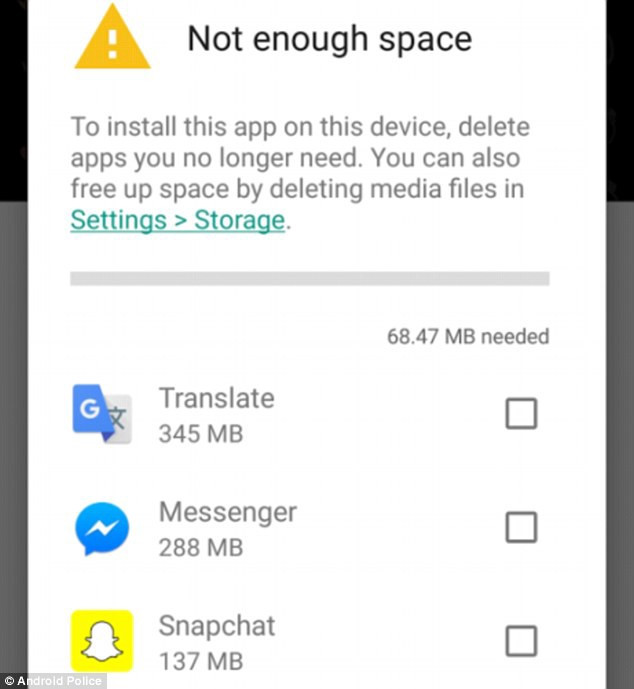 Not enough space
To install this app on this device, delete
apps you no longer need. You can also
free up space by deleting media files in
Settings > Storage.
68.47 MB needed
G 文
Translate
345 MB
Messenger
288 MB
Snapchat
137 MB
© Android Police